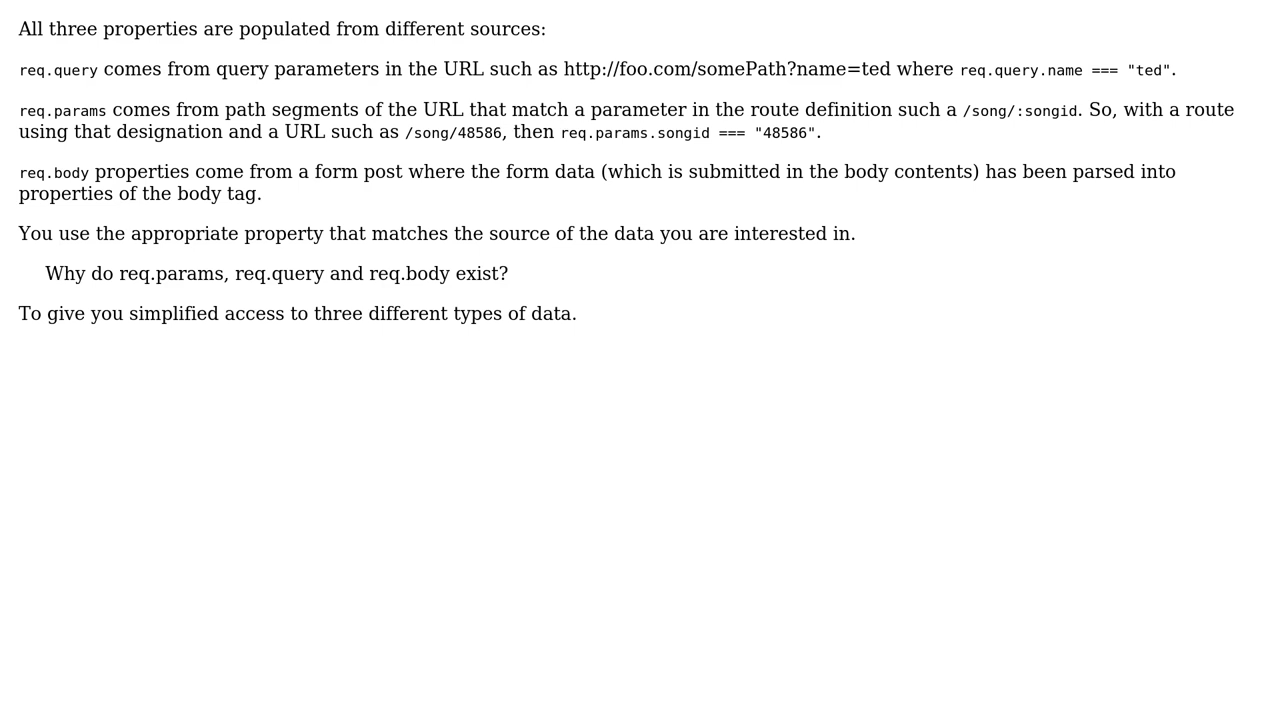 All three properties are populated from different sources:
req.query comes from query parameters in the URL such as http://foo.com/somePath?name=ted where req.query.name === "ted".
req.params comes from path segments of the URL that match a parameter in the route definition such a /song/:songid. So, with a route
using that designation and a URL such as /song/48586, then req.params.songid === "48586".
req.body properties come from a form post where the form data (which is submitted in the body contents) has been parsed into
properties of the body tag.
You use the appropriate property that matches the source of the data you are interested in.
Why do req.params, req.query and req.body exist?
To give you simplified access to three different types of data.